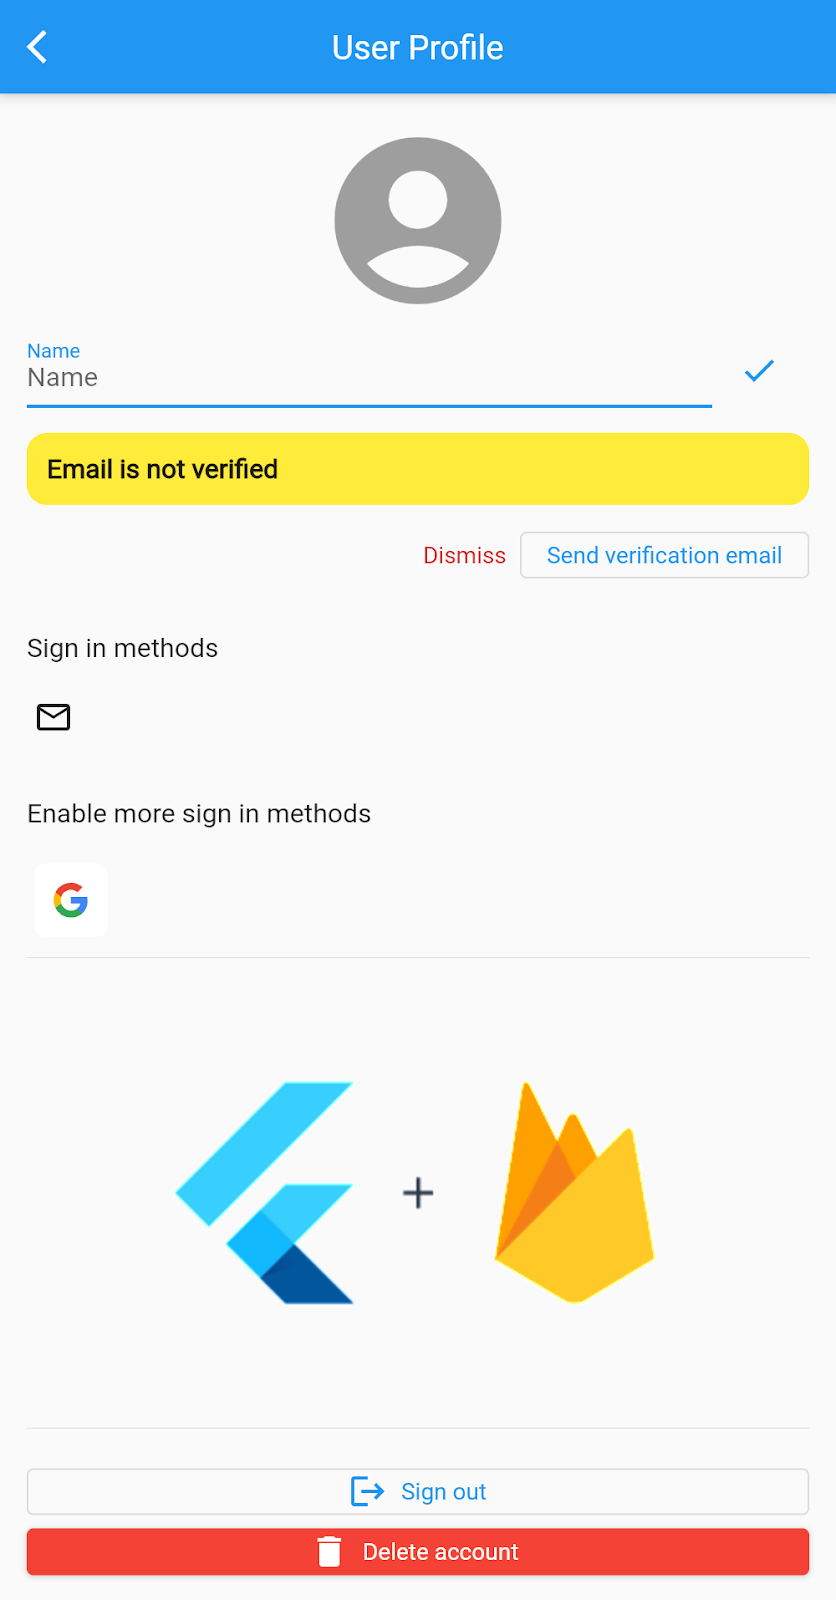 User Profile
Name
Name
Email is not verified
Dismiss
Send verification email
Sign in methods
Enable more sign in methods
Sign out
Delete account